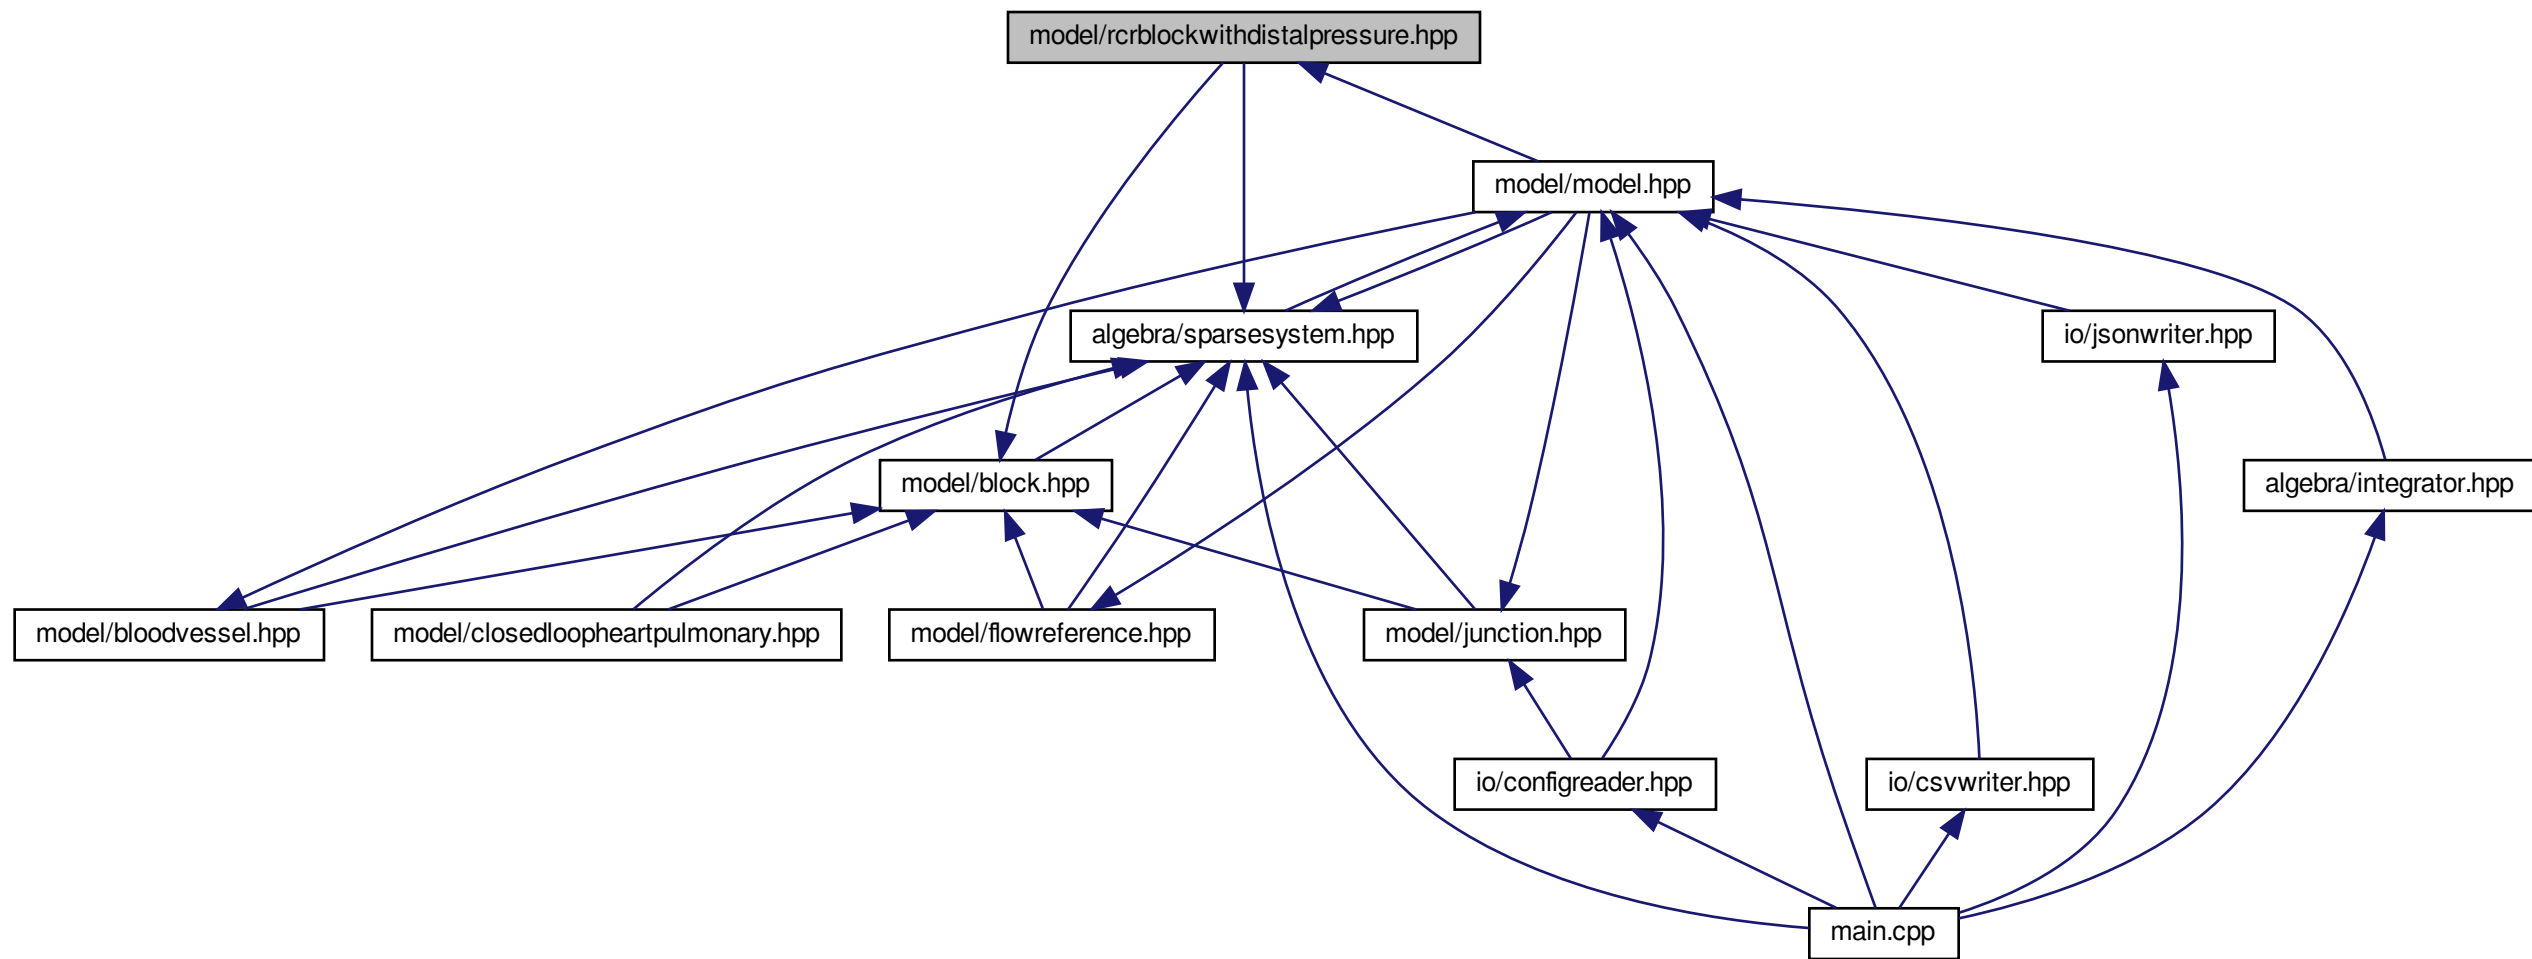 model/rcrblockwithdistalpressure.hpp
model/model.hpp
algebra/sparsesystem.hpp
io/jsonwriter.hpp
model/block.hpp
algebra/integrator.hpp
model/bloodvessel.hpp
model/closedloopheartpulmonary.hpp
model/flowreference.hpp
model/junction.hpp
io/configreader.hpp
io/csvwriter.hpp
main.cpp